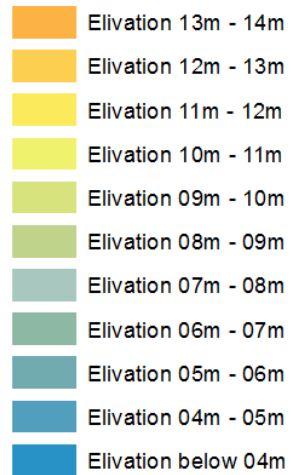 Elivation 13m - 14m
Elivation 12m - 13m
Elivation 11m - 12m
Elivation 10m - 11m
Elivation 09m - 10m
Elivation 08m - 09m
Elivation 07m - 08m
Elivation 06m - 07m
Elivation 05m - 06m
Elivation 04m - 05m
Elivation below 04m